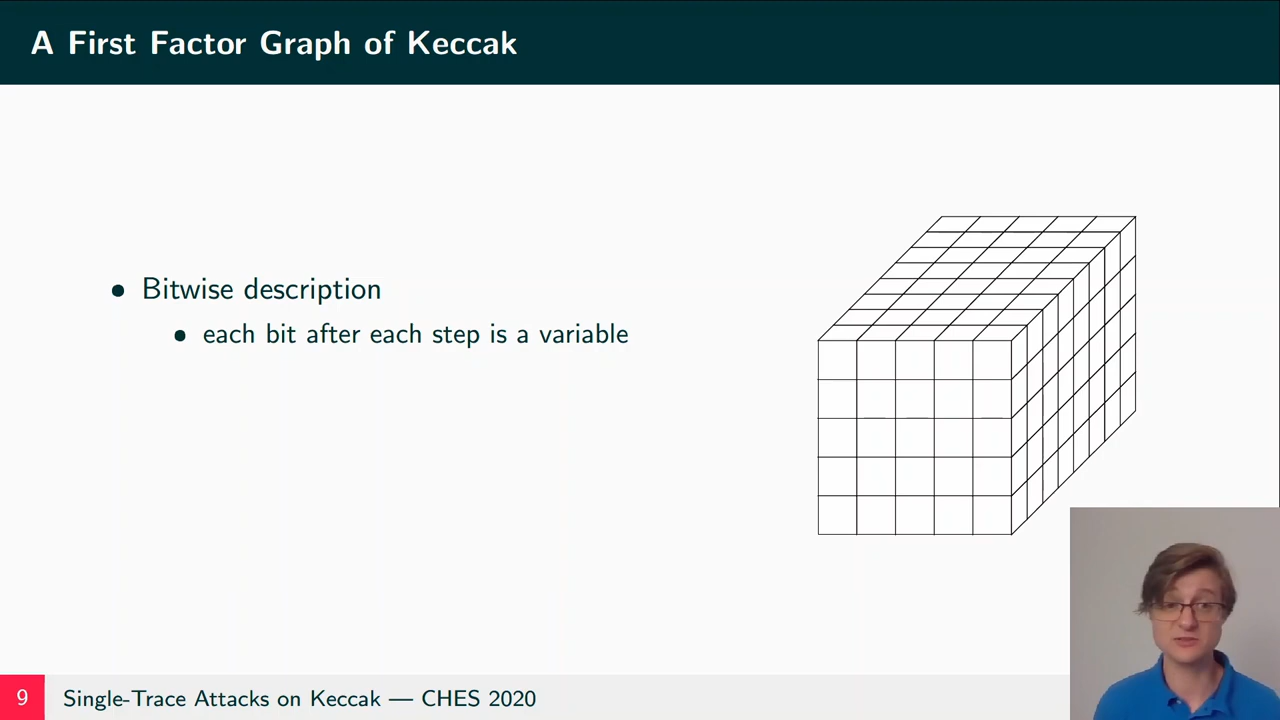 A First Factor Graph of Keccak
• Bitwise description
• each bit after each step is a variable
9
Single-Trace Attacks on Keccak — CHES 2020